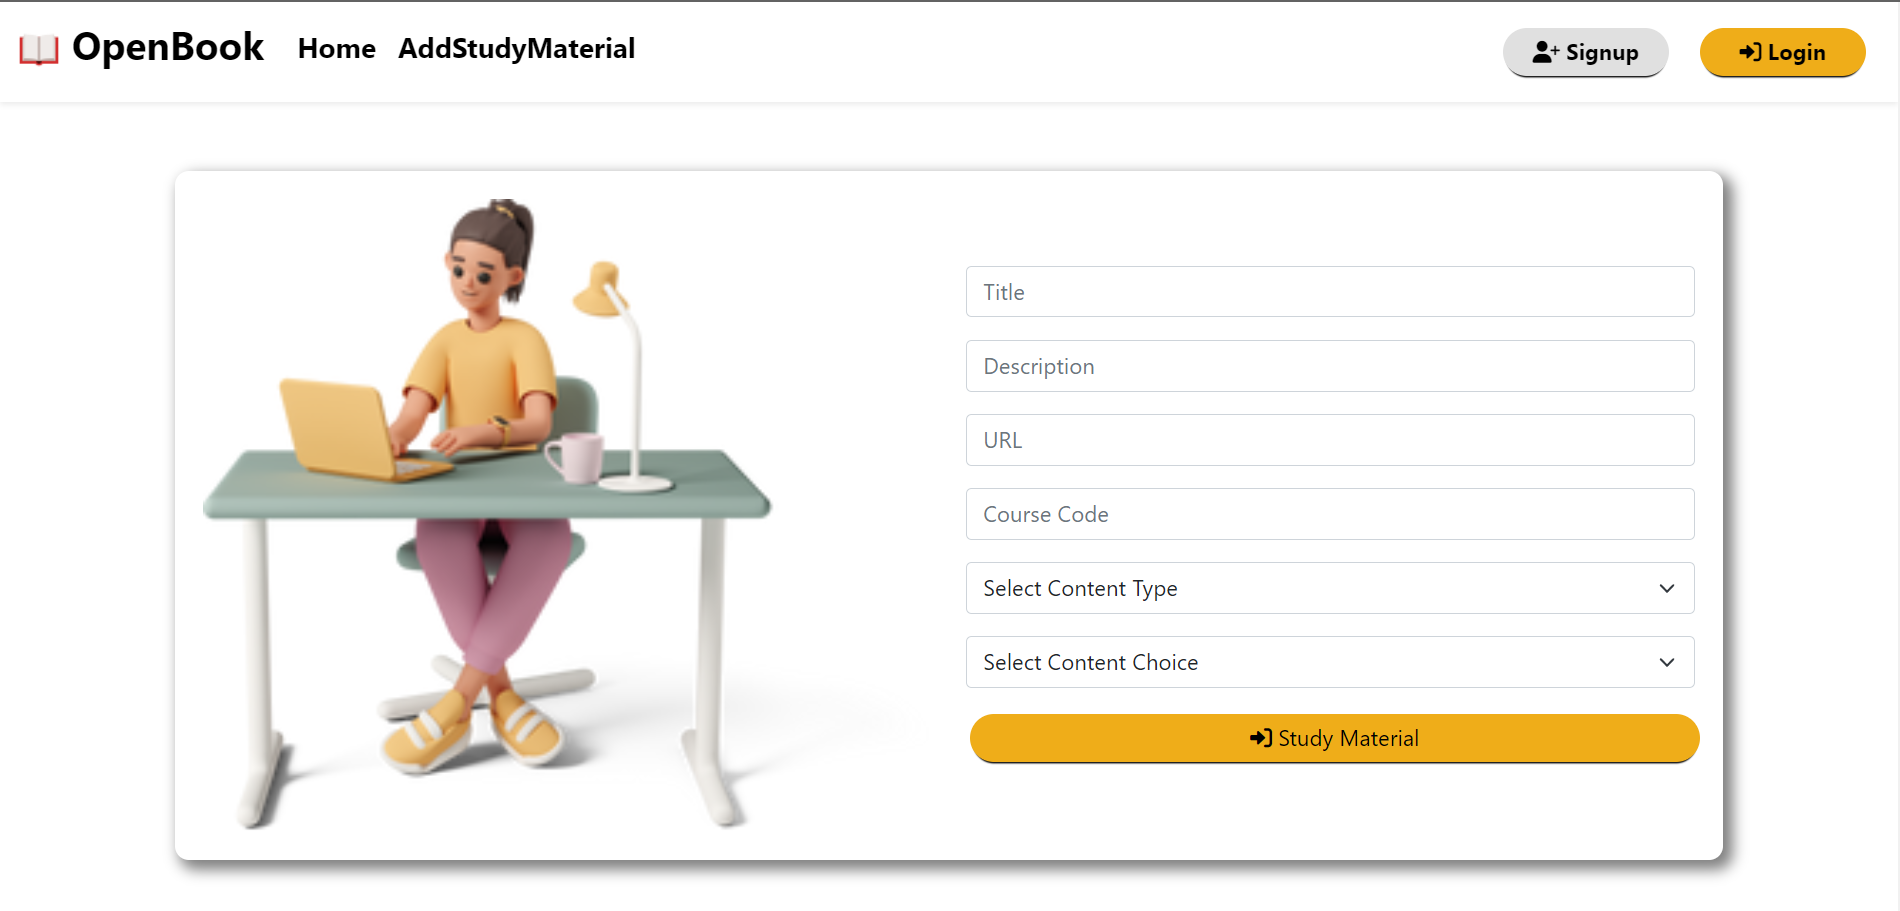 OpenBook Home AddStudyMaterial Signup Login
Title
Description
URL
Course Code
Select Content Type
Select Content Choice
Study Material